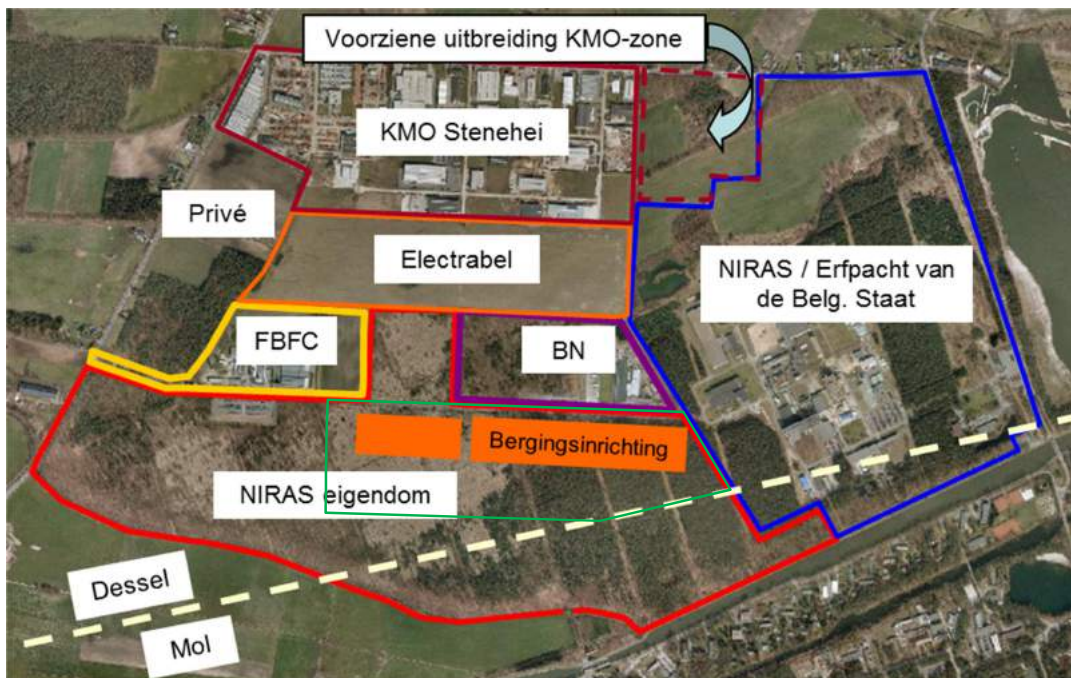 Voorziene uitbreiding KMO-zone
KMO Stenehei
Privé
Electrabel
NIRAS / Erfpacht van
de Belg. Staat
FBFC
BN
Bergingsinrichting
NIRAS eigendom
Dessel
Mol